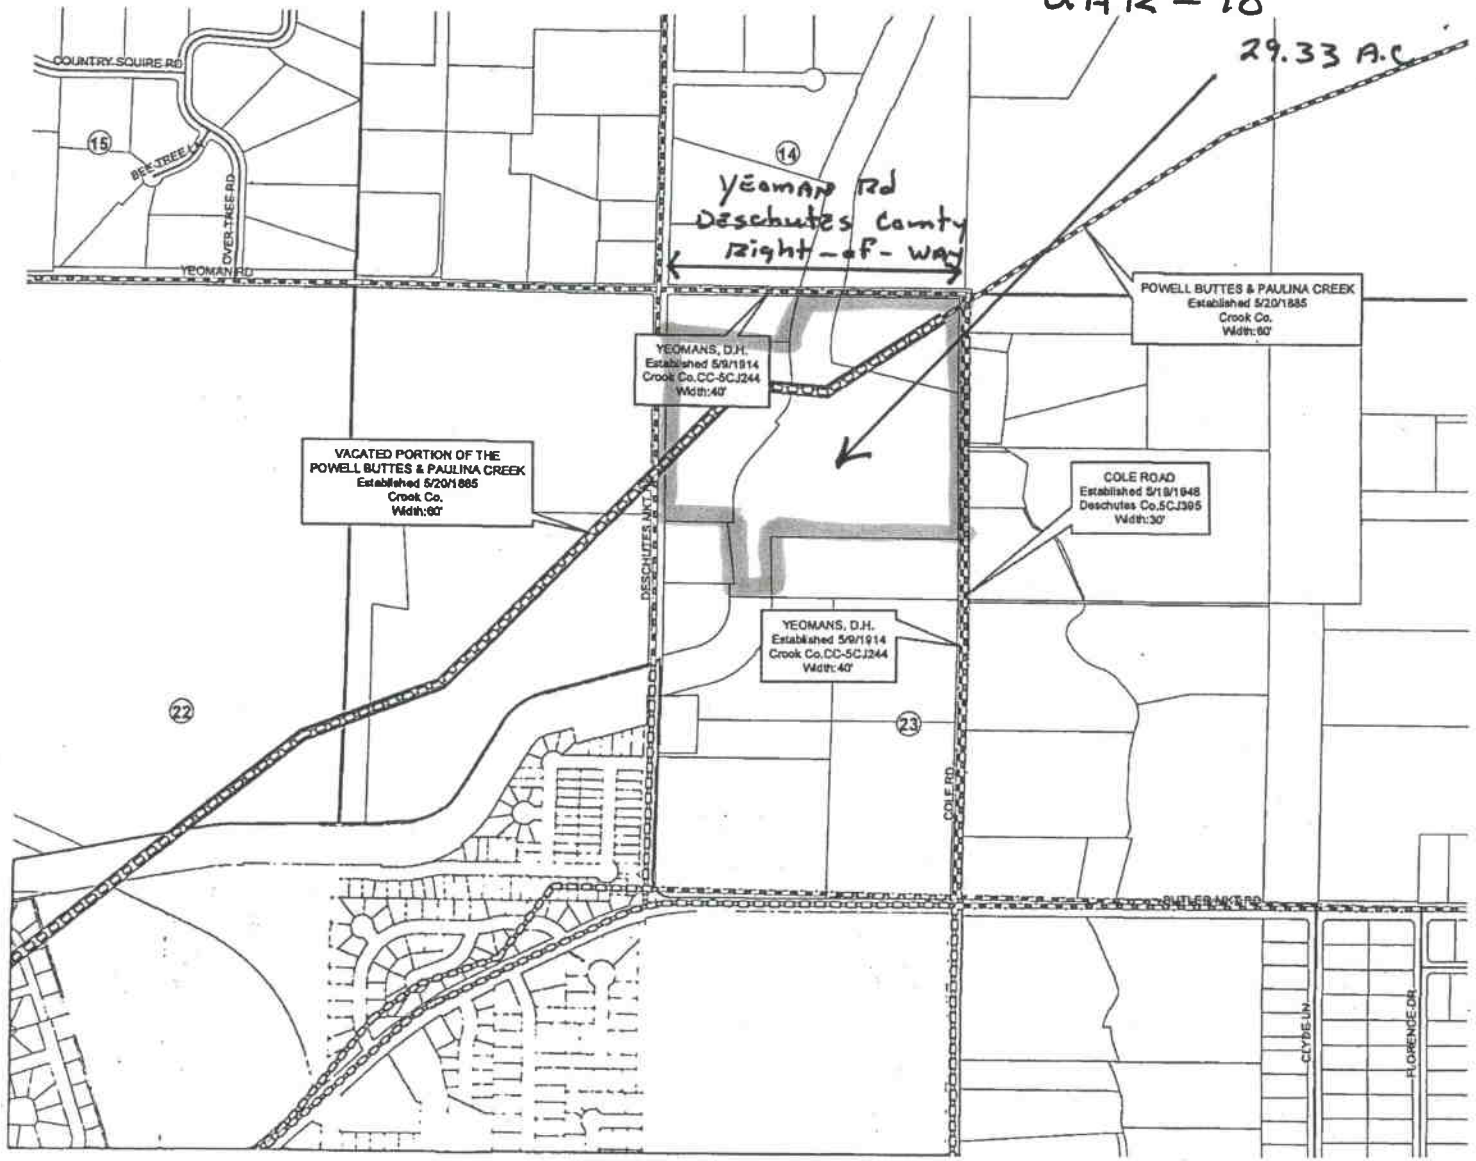 UAR-10
29.33 A.C
COUNTRY SQUIRE RD
15
BEE TREE LN
OVER TREE RD
14
Yeoman Rd
Deschutes County
Right-of-Way
YEOMAN RD
POWELL BUTTES & PAULINA CREEK
Established 5/20/1885
Crook Co.
Width:60'
YEOMANS, D.H.
Established 5/9/1914
Crook Co.CC-5CJ244
Width:40'
VACATED PORTION OF THE
POWELL BUTTES & PAULINA CREEK
Established 5/20/1885
Crook Co.
Width:60'
COLE ROAD
Established 5/19/1948
Deschutes Co.5CJ395
Width:30'
DESCHUTES MKT
YEOMANS, D.H.
Established 5/9/1914
Crook Co.CC-5CJ244
Width:40'
22
23
COLE RD
BUTLER MKT RD
CLYDE LN
FLORENCE DR